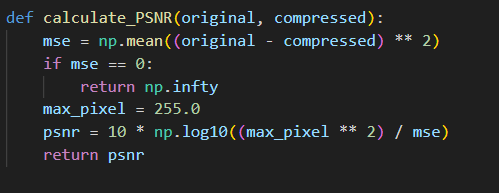 def calculate_PSNR(original, compressed):
    mse = np.mean((original - compressed) ** 2)
    if mse == 0:
        return np.infty
    max_pixel = 255.0
    psnr = 10 * np.log10((max_pixel ** 2) / mse)
    return psnr